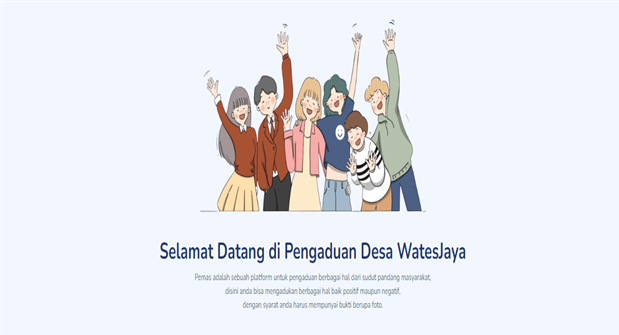 Selamat Datang di Pengaduan Desa WatesJaya
Pemas adalah sebuah platform untuk pengaduan berbagai hal dari sudut pandang masyarakat,
disini anda bisa mengadukan berbagai hal baik positif maupun negatif,
dengan syarat anda harus mempunyai bukti berupa foto.